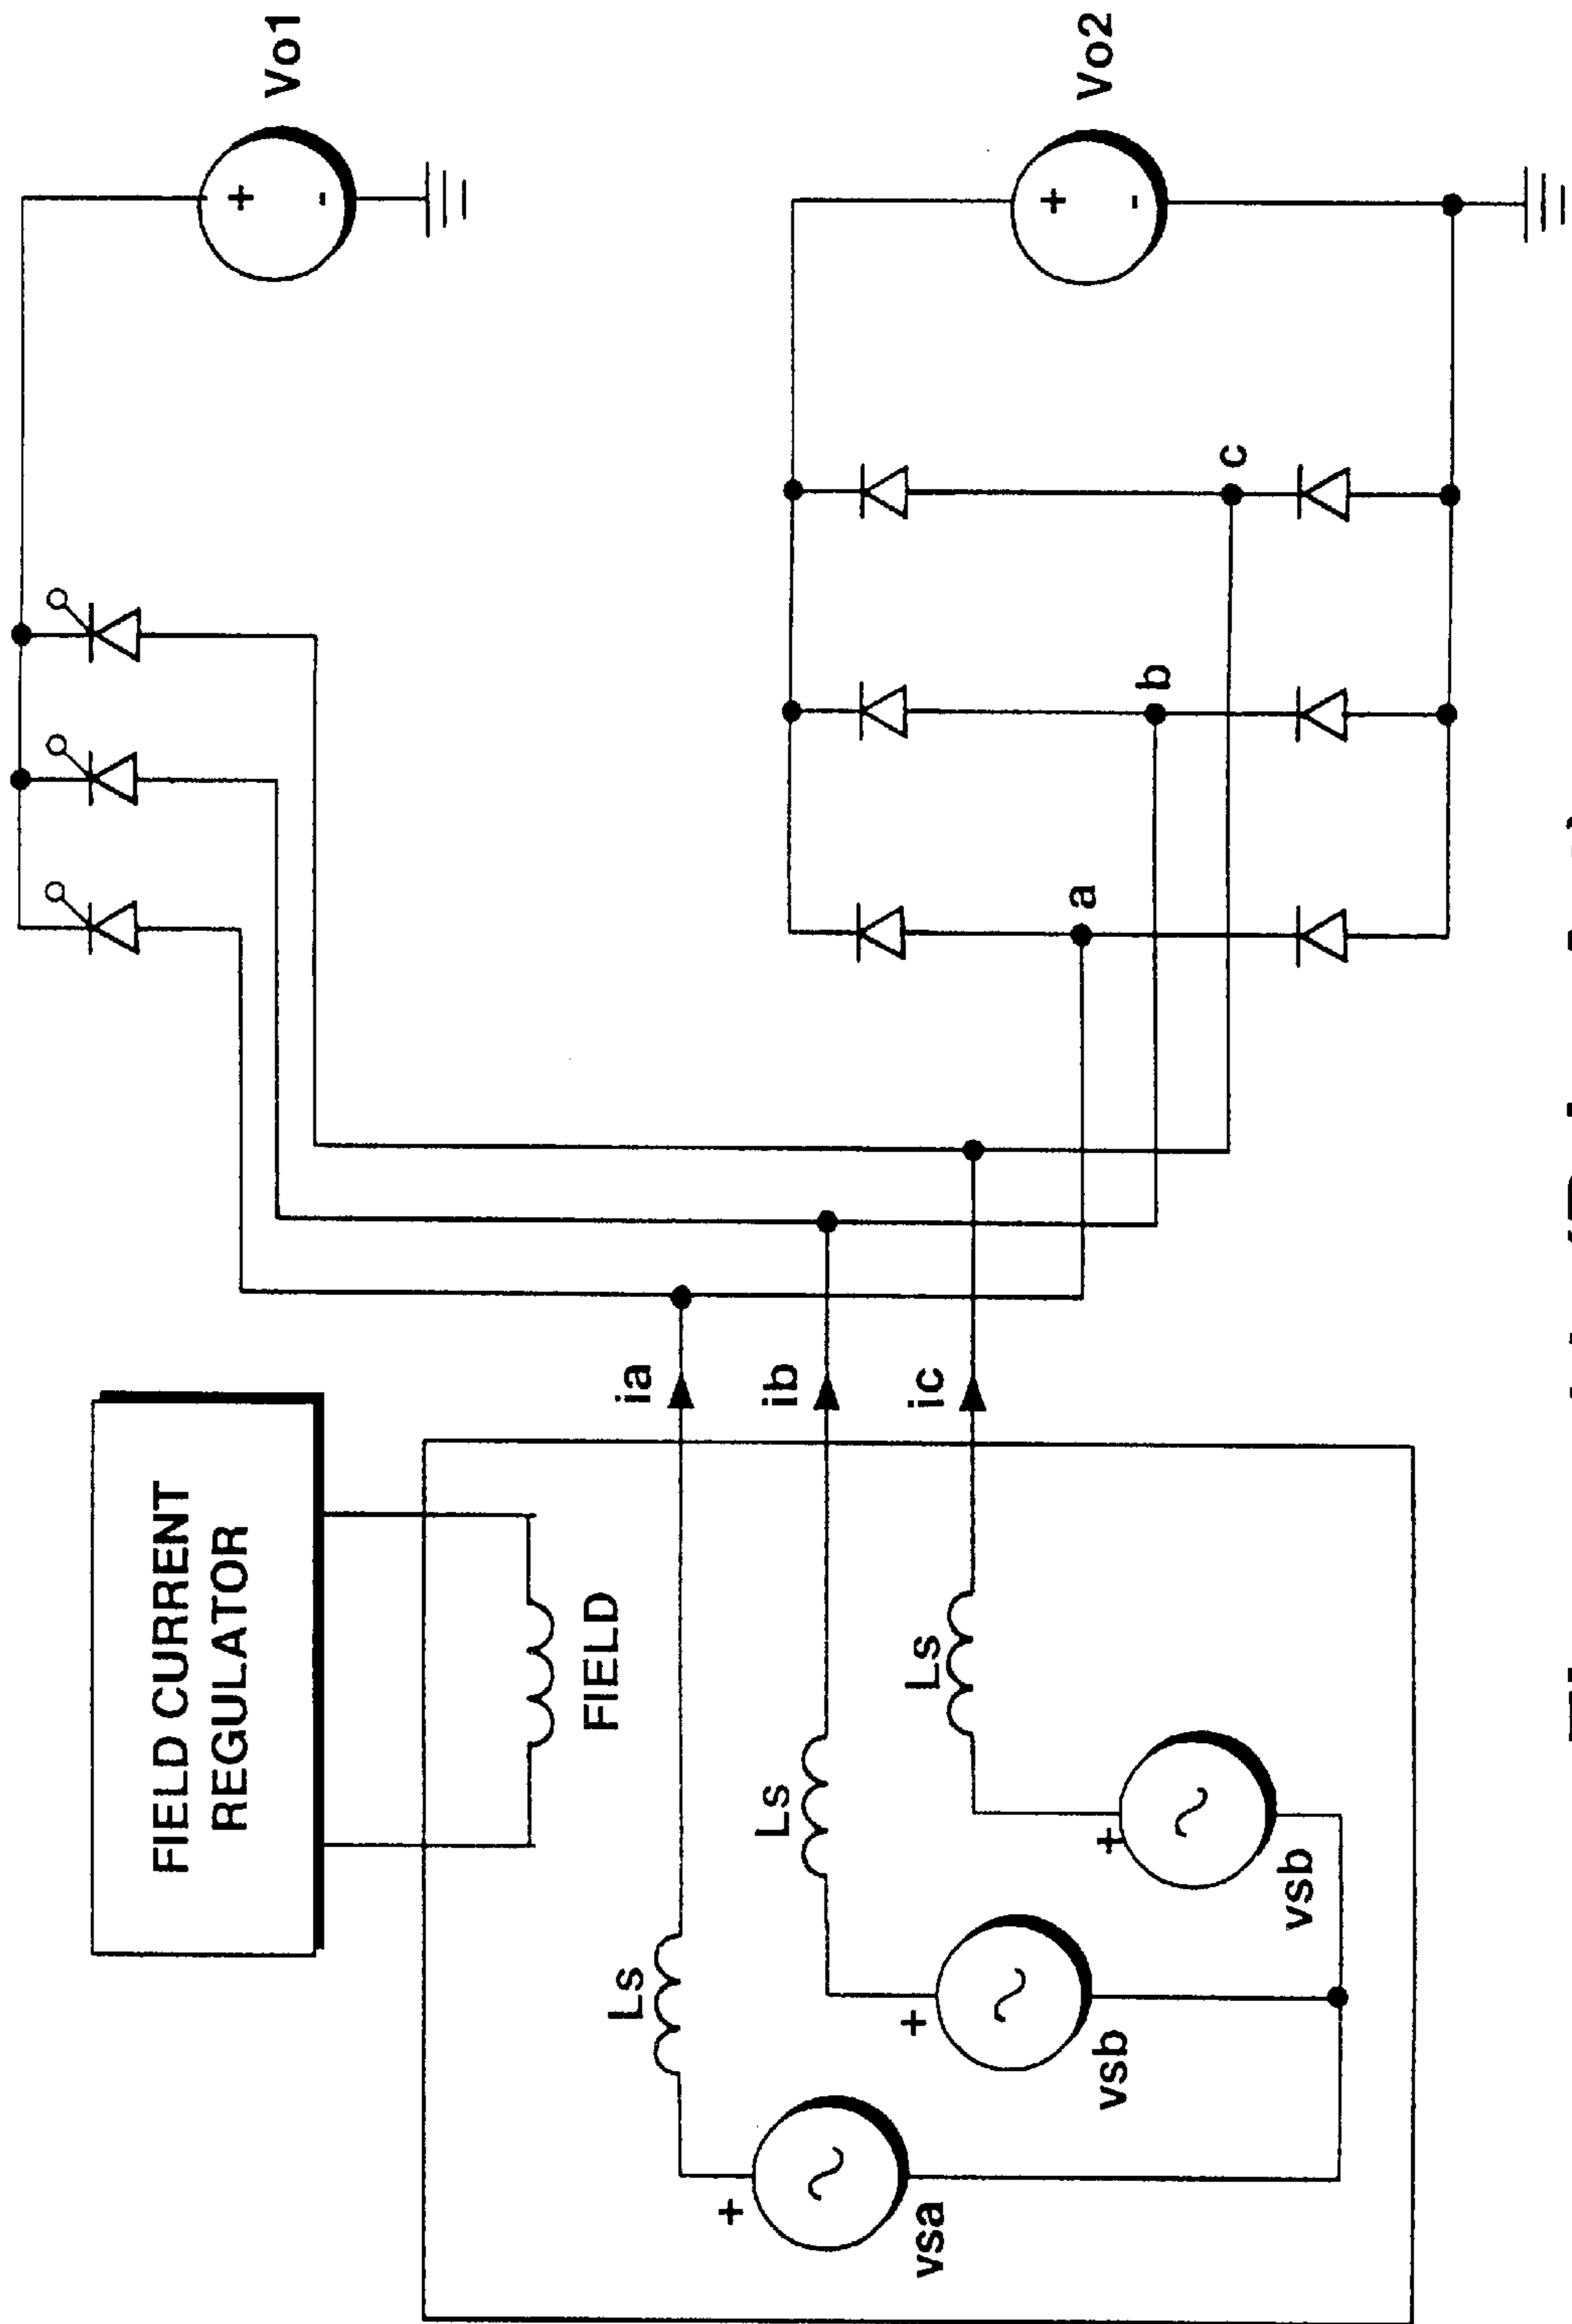 FIELD CURRENT
REGULATOR
FIELD
Ls
Ls
Ls
+
vsa
+
vsb
+
vsb
ia
ib
ic
a
b
c
+
-
Vo1
+
-
Vo2